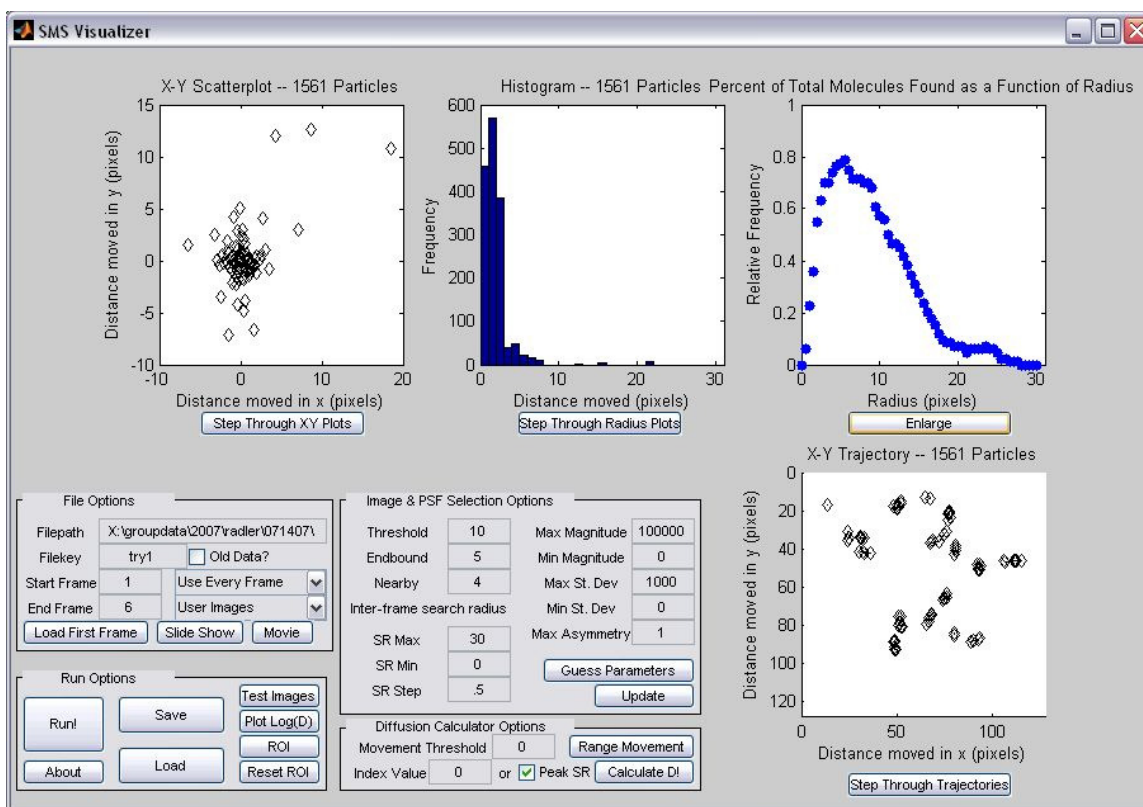 SMS Visualizer
X-Y Scatterplot -- 1561 Particles
15
10
5
0
-5
-10
-10
0
10
20
Distance moved in y (pixels)
Distance moved in x (pixels)
Step Through XY Plots
Histogram -- 1561 Particles
600
500
400
300
200
100
0
0
10
20
30
Frequency
Distance moved (pixels)
Step Through Radius Plots
Percent of Total Molecules Found as a Function of Radius
1
0.8
0.6
0.4
0.2
0
0
10
20
30
Relative Frequency
Radius (pixels)
Enlarge
X-Y Trajectory -- 1561 Particles
0
20
40
60
80
100
120
50
100
Distance moved in y (pixels)
Distance moved in x (pixels)
Step Through Trajectories
File Options
Filepath X:\groupdata\2007\radler\071407\
Filekey try1 Old Data?
Start Frame 1 Use Every Frame
End Frame 6 User Images
Load First Frame Slide Show Movie
Run Options
Run! Save Test Images
Plot Log(D)
About Load ROI
Reset ROI
Image & PSF Selection Options
Threshold 10 Max Magnitude 100000
Endbound 5 Min Magnitude 0
Nearby 4 Max St. Dev 1000
Inter-frame search radius Min St. Dev 0
SR Max 30 Max Asymmetry 1
SR Min 0 Guess Parameters
SR Step .5 Update
Diffusion Calculator Options
Movement Threshold 0 Range Movement
Index Value 0 or Peak SR Calculate D!